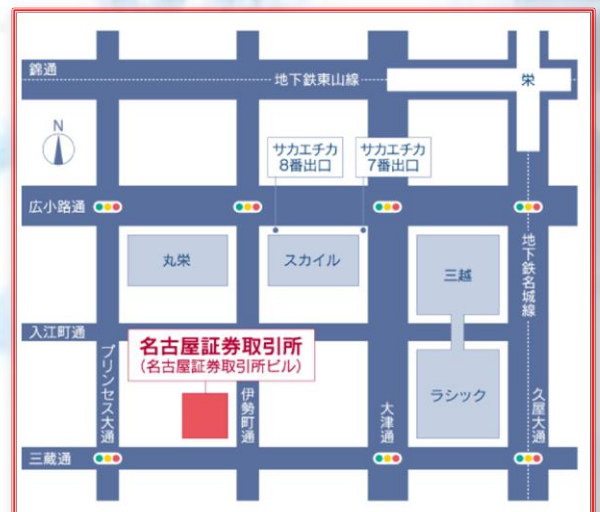 錦通
地下鉄東山線
栄
N
サカエチカ
8番出口
サカエチカ
7番出口
広小路通
丸栄
スカイル
三越
地下鉄名城線
入江町通
名古屋証券取引所
(名古屋証券取引所ビル)
プリンセス大通
伊勢町通
大津通
ラシック
久屋大通
三蔵通